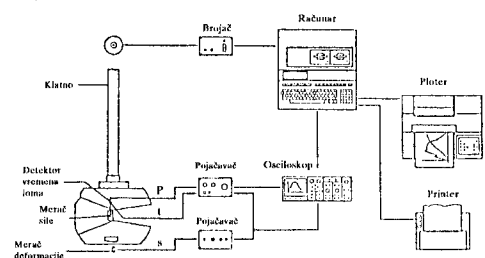 Brojač
Računar
Klatno
Ploter
Detektor
vremena
loma
Merač
sile
Merač
deformacije
P
t
s
Pojačavač
Pojačavač
Osciloskop
Printer